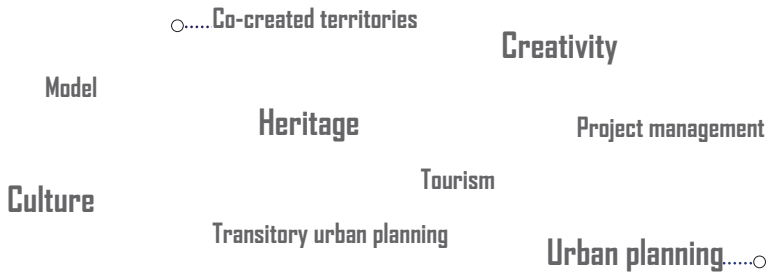 Co-created territories
Creativity
Model
Heritage
Project management
Tourism
Culture
Transitory urban planning
Urban planning